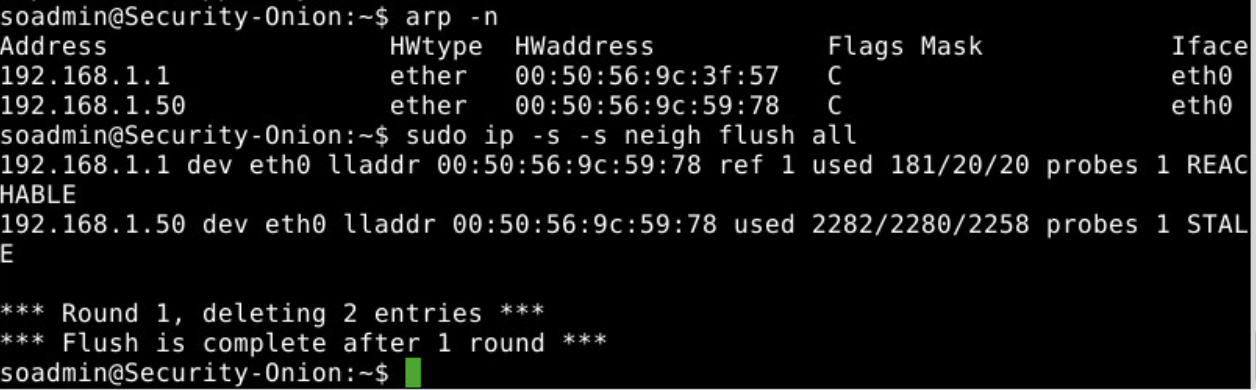 soadmin@Security-Onion:~$ arp -n
Address                  HWtype  HWaddress           Flags Mask            Iface
192.168.1.1              ether   00:50:56:9c:3f:57   C                     eth0
192.168.1.50             ether   00:50:56:9c:59:78   C                     eth0
soadmin@Security-Onion:~$ sudo ip -s -s neigh flush all
192.168.1.1 dev eth0 lladdr 00:50:56:9c:59:78 ref 1 used 181/20/20 probes 1 REAC
HABLE
192.168.1.50 dev eth0 lladdr 00:50:56:9c:59:78 used 2282/2280/2258 probes 1 STAL
E

*** Round 1, deleting 2 entries ***
*** Flush is complete after 1 round ***
soadmin@Security-Onion:~$